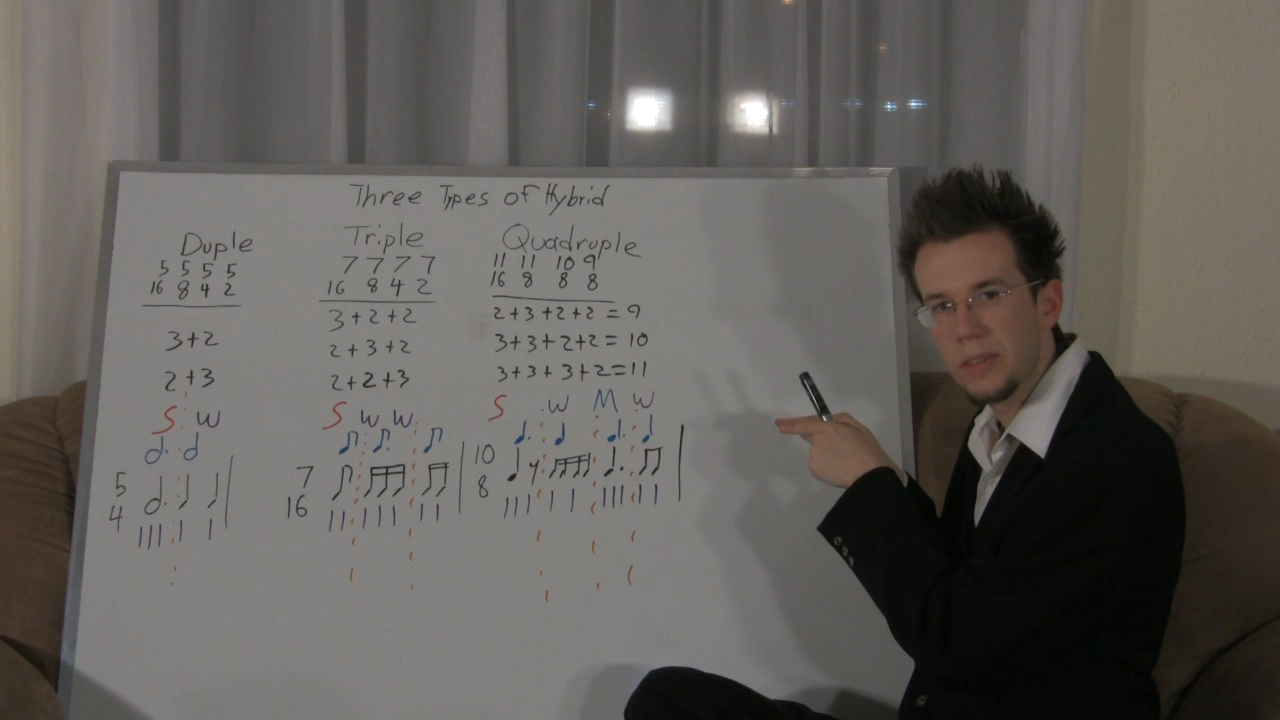 Three Types of Hybrid
Duple
5 5 5 5
16 8 4 2
3+2
2+3
S W
5
4
Triple
7 7 7 7
16 8 4 2
3+2+2
2+3+2
2+2+3
S W W
7
16
Quadruple
11 11 10 9
16 8 8 8
2+3+2+2=9
3+3+2+2=10
3+3+3+2=11
S W M W
10
8